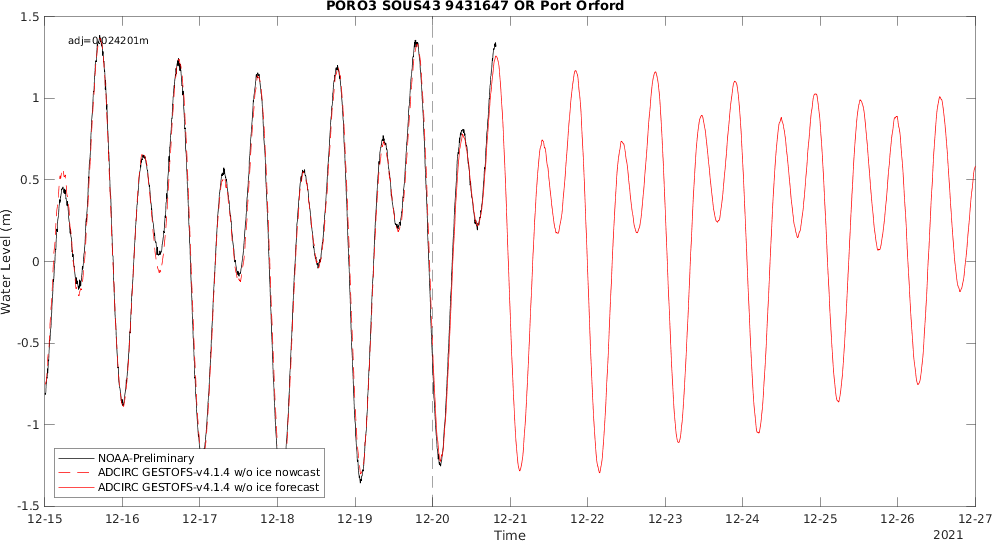 PORO3 SOUS43 9431647 OR Port Orford
adj=0.024201m
1.5
1
0.5
0
-0.5
-1
-1.5
Water Level (m)
NOAA-Preliminary
ADCIRC GESTOFS-v4.1.4 w/o ice nowcast
ADCIRC GESTOFS-v4.1.4 w/o ice forecast
12-15 12-16 12-17 12-18 12-19 12-20 12-21 12-22 12-23 12-24 12-25 12-26 12-27
Time
2021